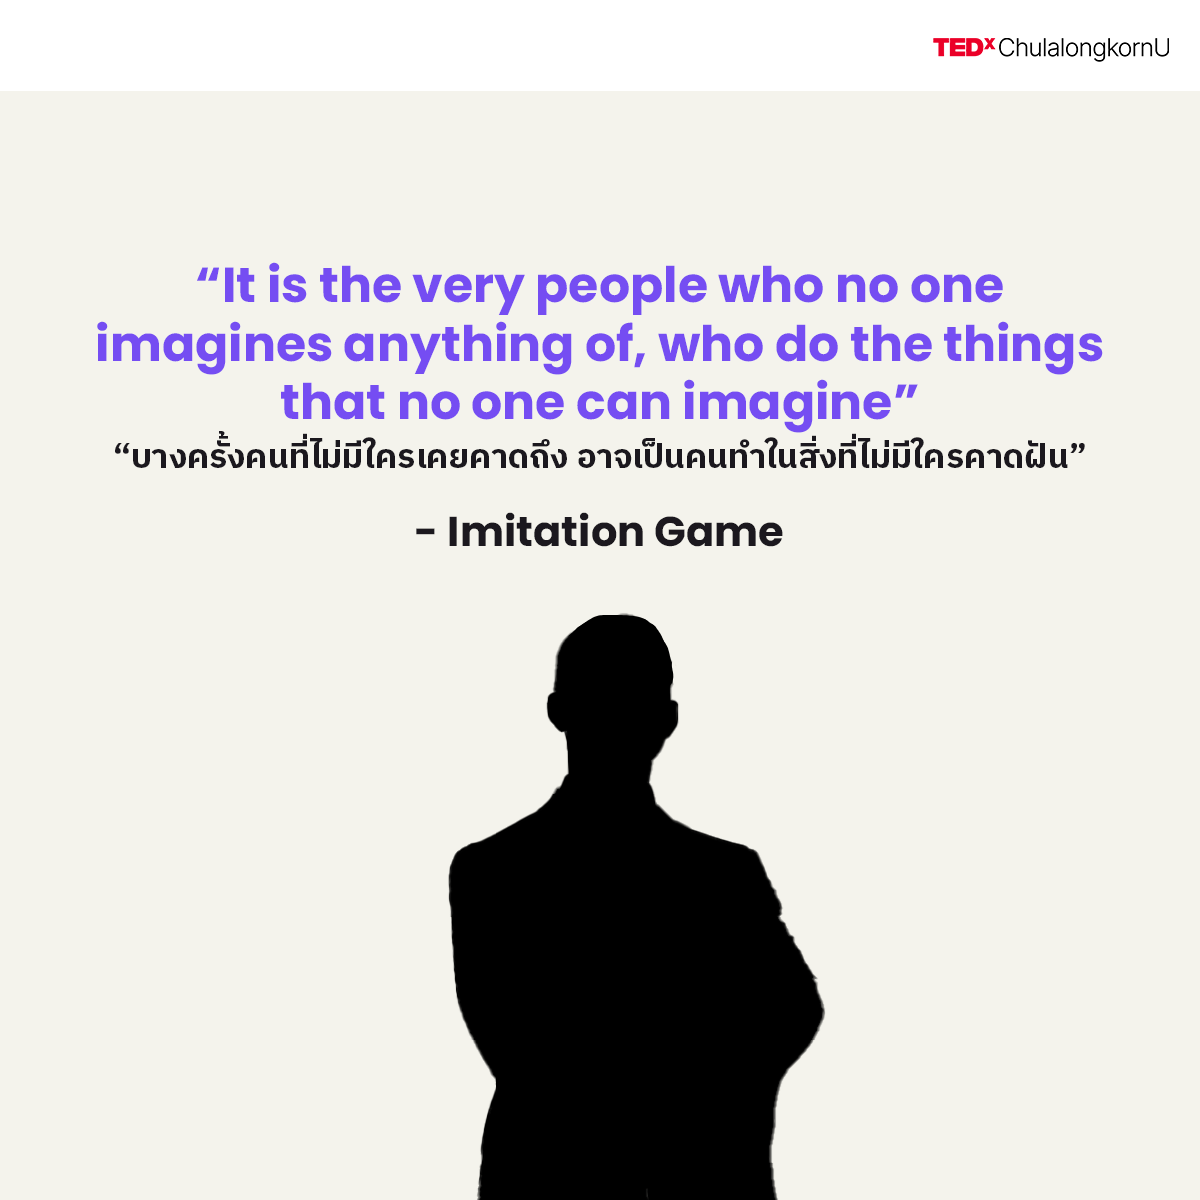 TEDxChulalongkornU
“It is the very people who no one
imagines anything of, who do the things
that no one can imagine”
“บางครั้งคนที่ไม่มีใครเคยคาดถึง อาจเป็นคนทำในสิ่งที่ไม่มีใครคาดฝัน”
- Imitation Game